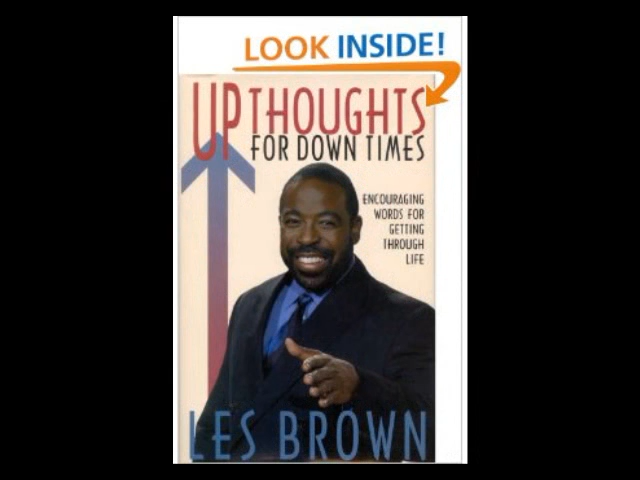 LOOK INSIDE!
UP THOUGHTS
FOR DOWN TIMES
ENCOURAGING
WORDS FOR
GETTING
THROUGH
LIFE
LES BROWN